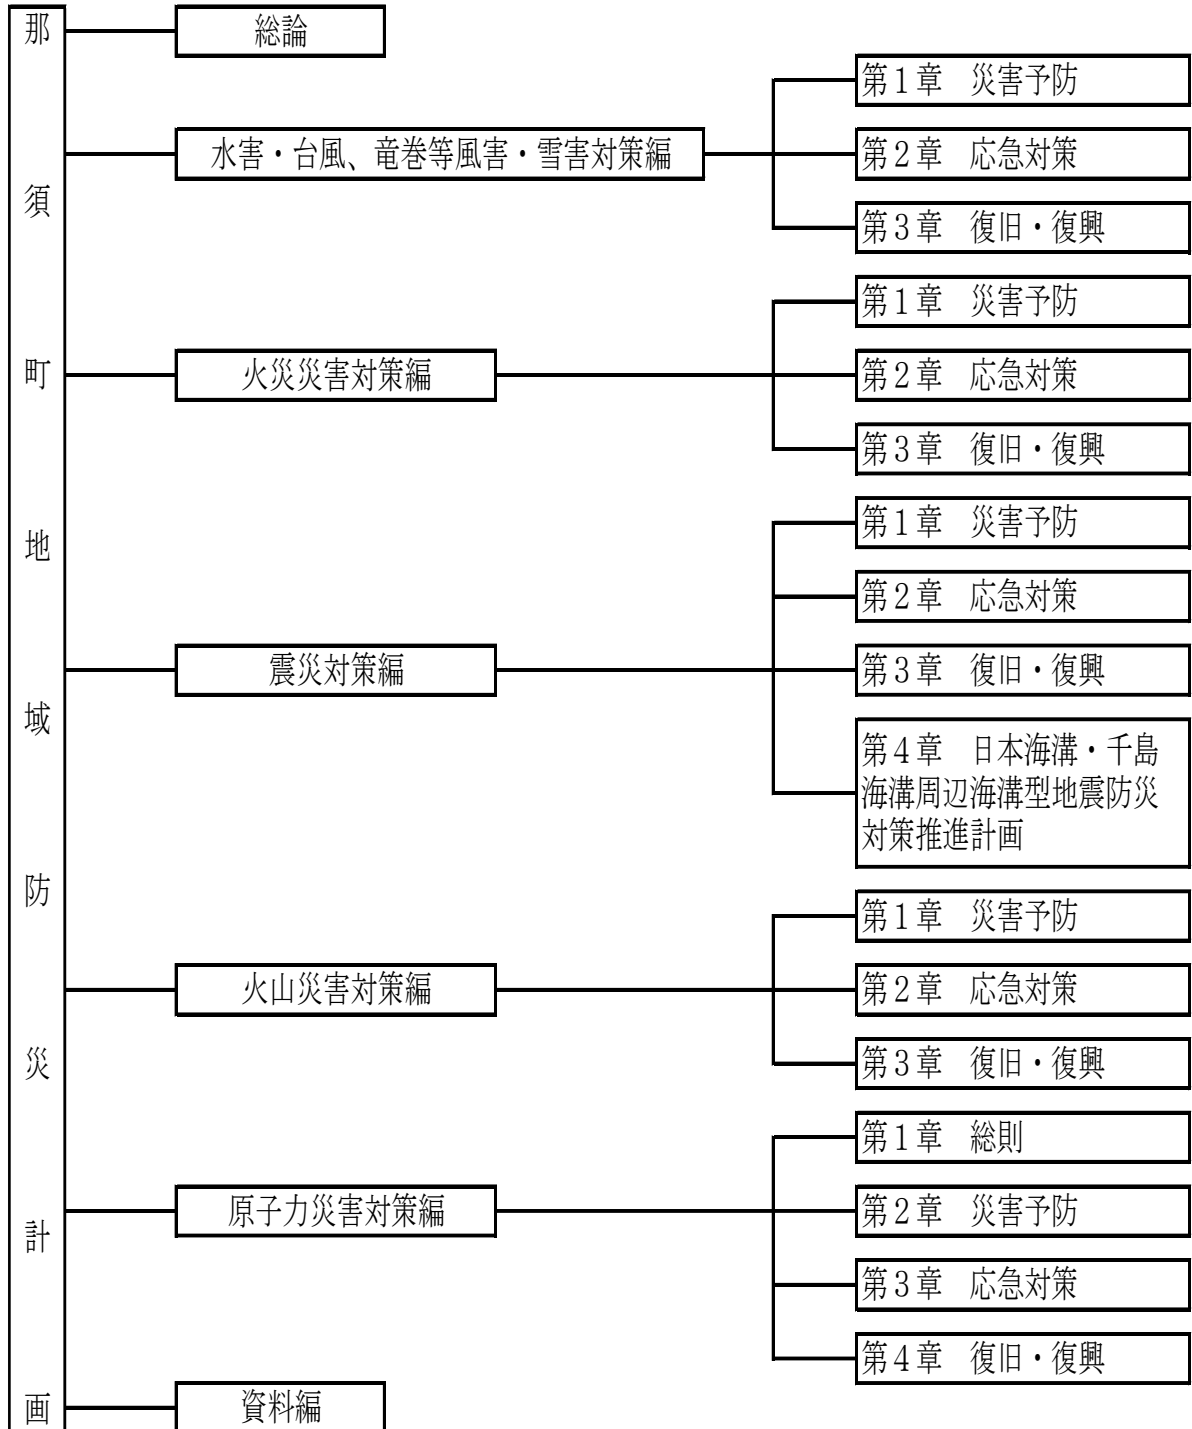 那須町地域防災計画
総論
水害・台風、竜巻等風害・雪害対策編
第1章　災害予防
第2章　応急対策
第3章　復旧・復興
火災災害対策編
第1章　災害予防
第2章　応急対策
第3章　復旧・復興
震災対策編
第1章　災害予防
第2章　応急対策
第3章　復旧・復興
第4章　日本海溝・千島
海溝周辺海溝型地震防災
対策推進計画
火山災害対策編
第1章　災害予防
第2章　応急対策
第3章　復旧・復興
原子力災害対策編
第1章　総則
第2章　災害予防
第3章　応急対策
第4章　復旧・復興
資料編